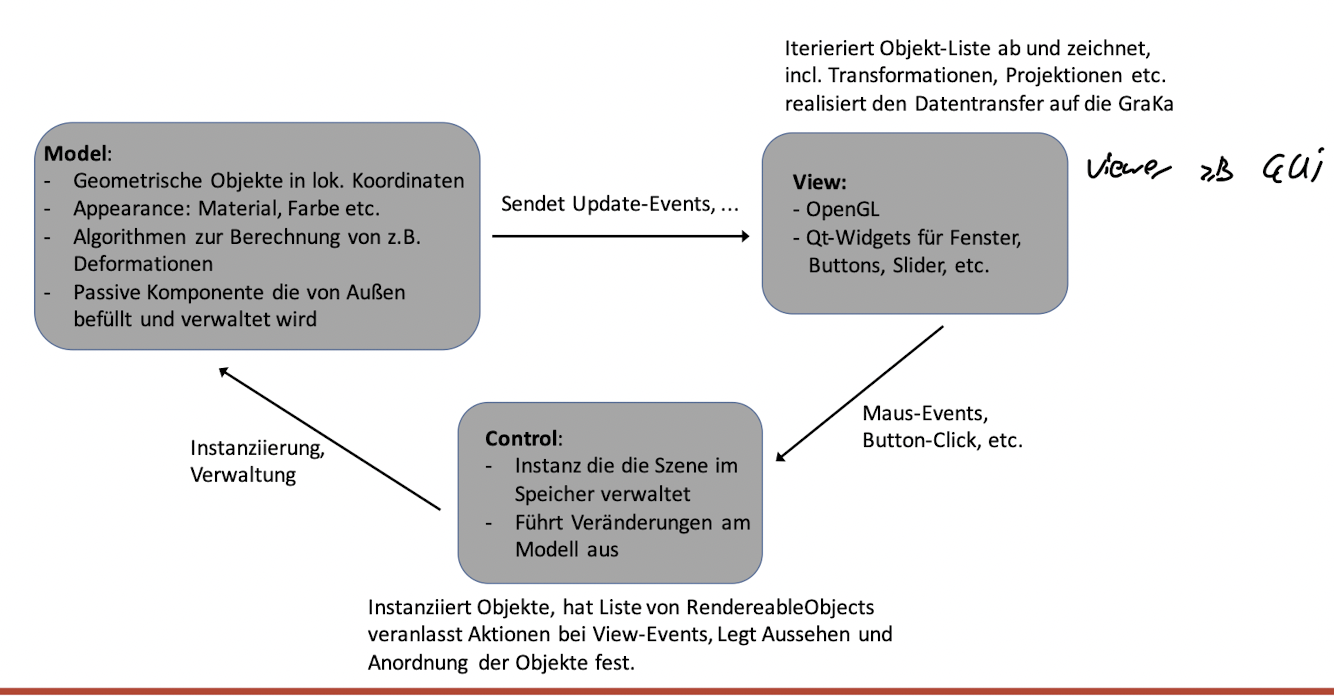 Iterieriert Objekt-Liste ab und zeichnet,
incl. Transformationen, Projektionen etc.
realisiert den Datentransfer auf die GraKa
Model:
- Geometrische Objekte in lok. Koordinaten
- Appearance: Material, Farbe etc.
- Algorithmen zur Berechnung von z.B.
Deformationen
- Passive Komponente die von Außen
befüllt und verwaltet wird
Sendet Update-Events, ...
View:
- OpenGL
- Qt-Widgets für Fenster,
Buttons, Slider, etc.
Viewer zB GUi
Maus-Events,
Button-Click, etc.
Instanziierung,
Verwaltung
Control:
- Instanz die die Szene im
Speicher verwaltet
- Führt Veränderungen am
Modell aus
Instanziiert Objekte, hat Liste von RendereableObjects
veranlasst Aktionen bei View-Events, Legt Aussehen und
Anordnung der Objekte fest.